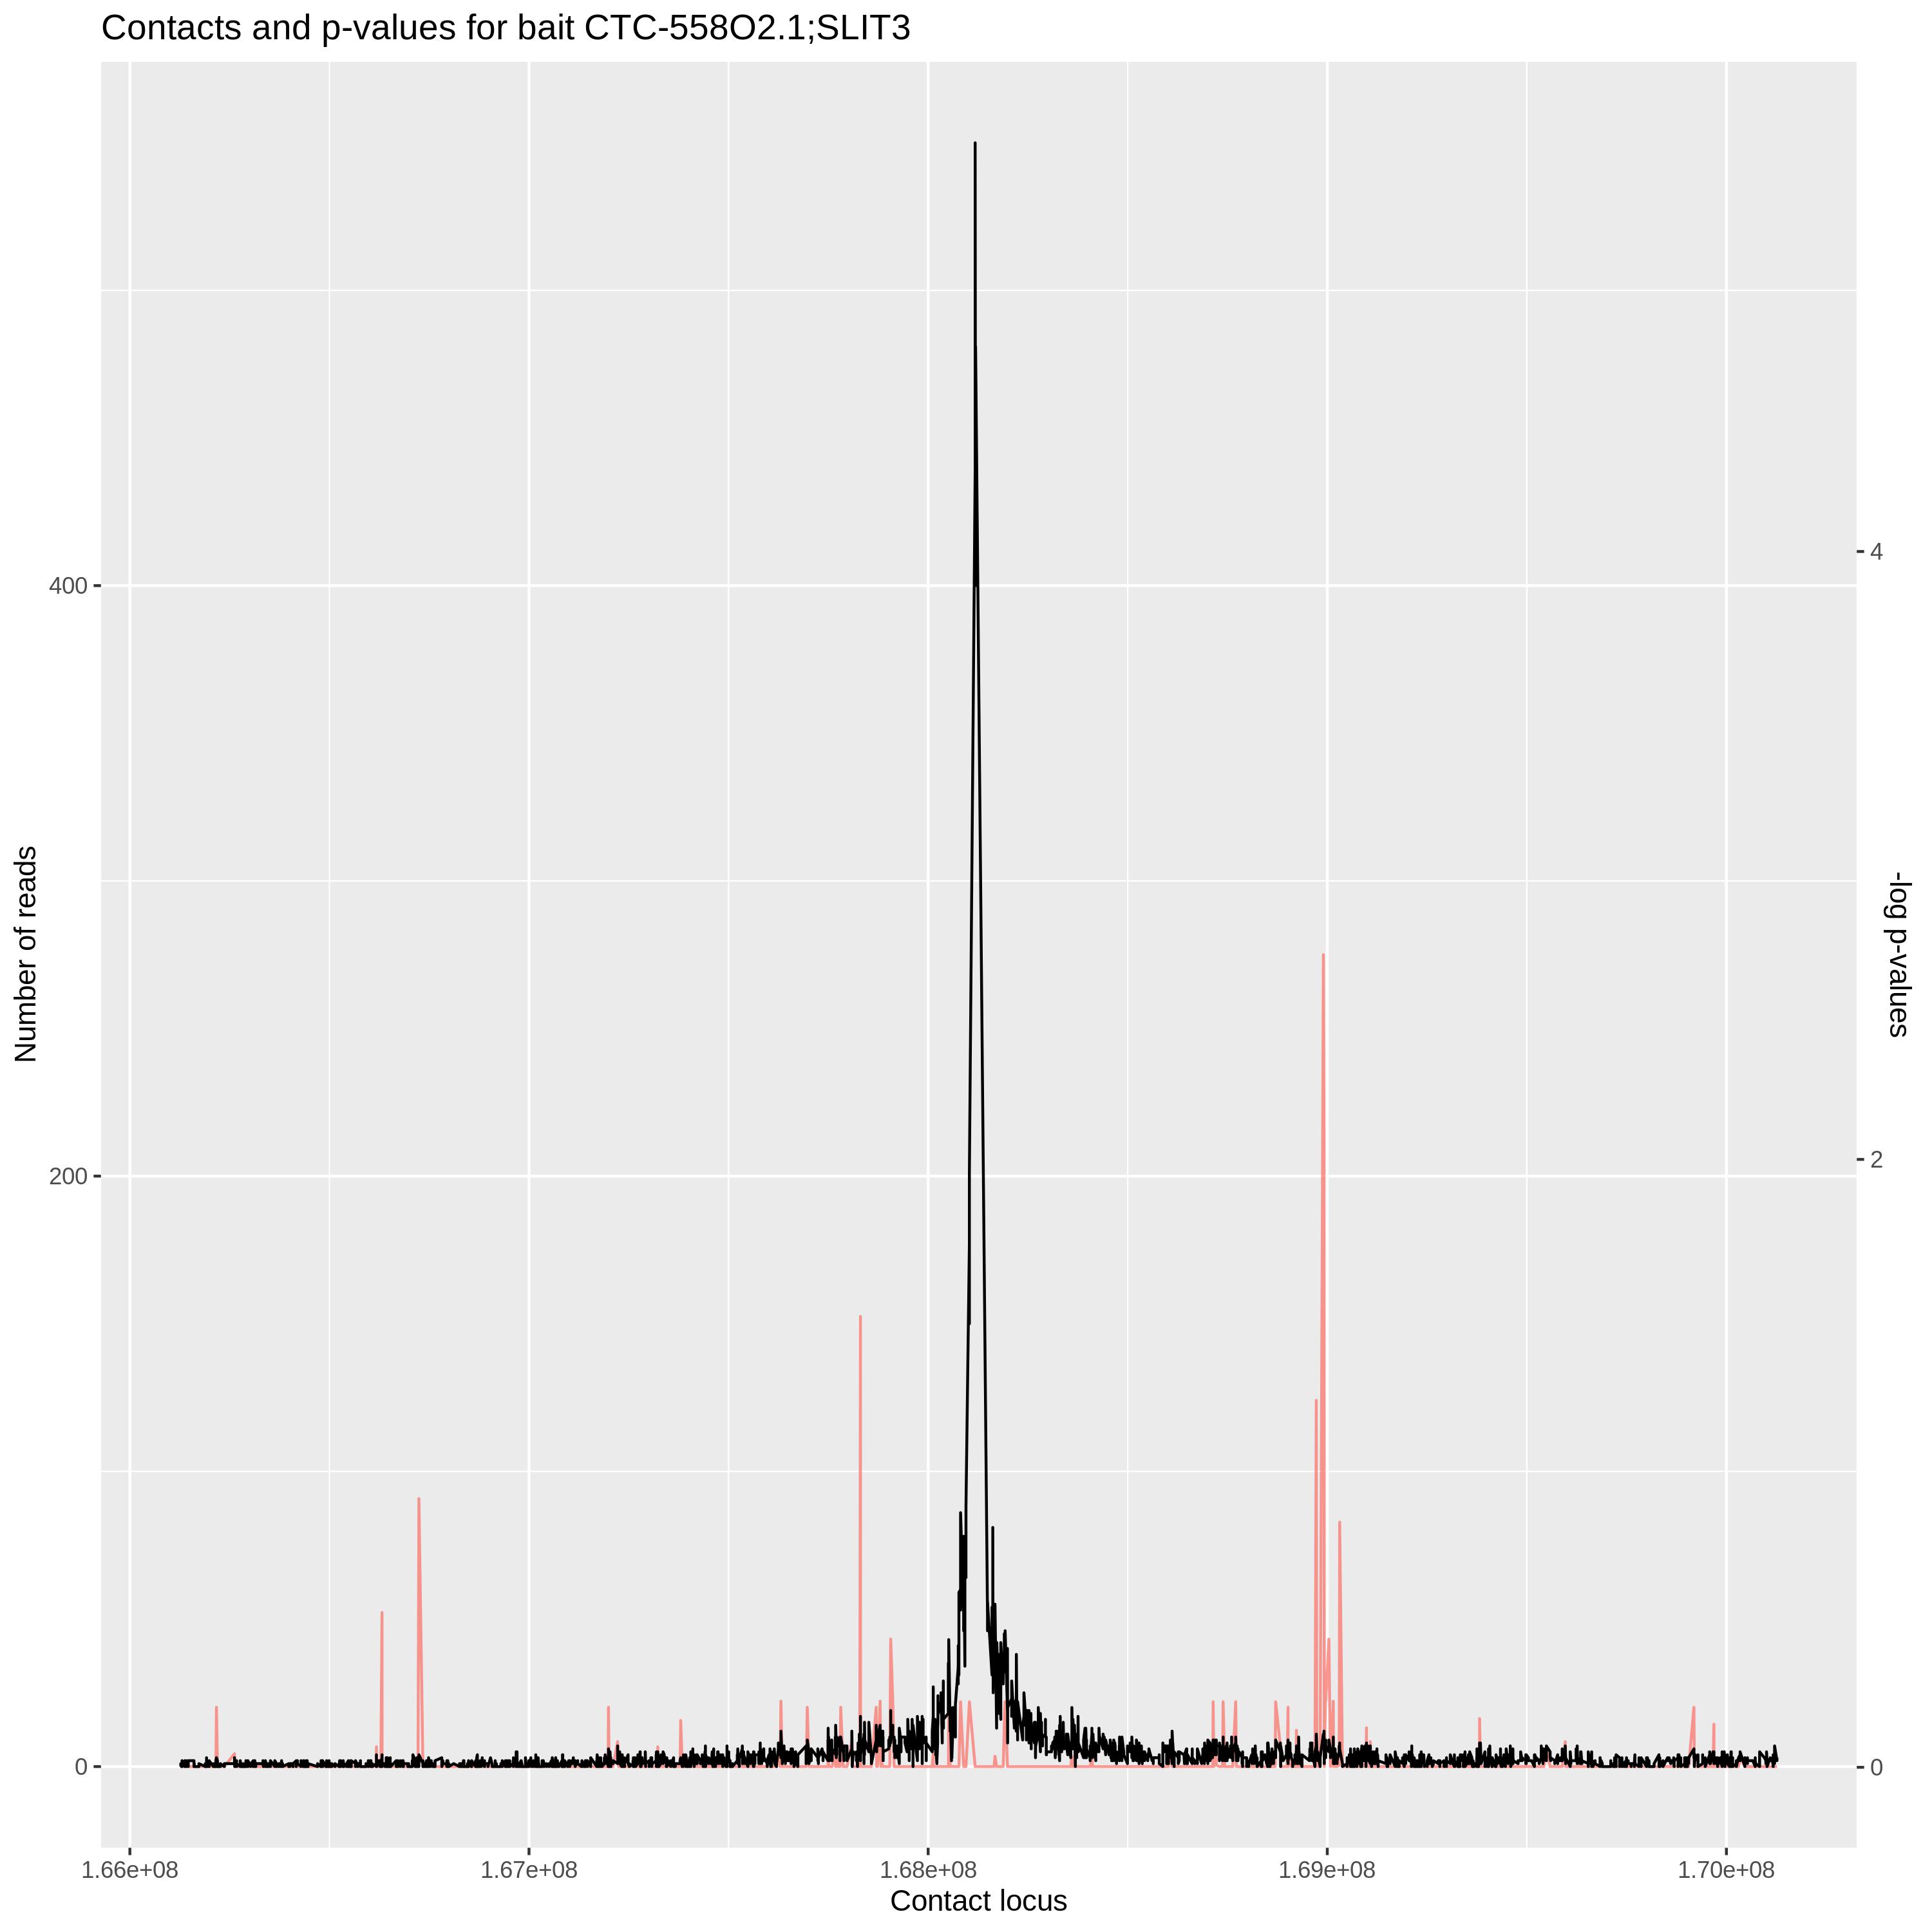 Contacts and p-values for bait CTC-558O2.1;SLIT3
Number of reads
400
200
0
4
2
0
-log p-values
1.66e+08
1.67e+08
1.68e+08
1.69e+08
1.70e+08
Contact locus